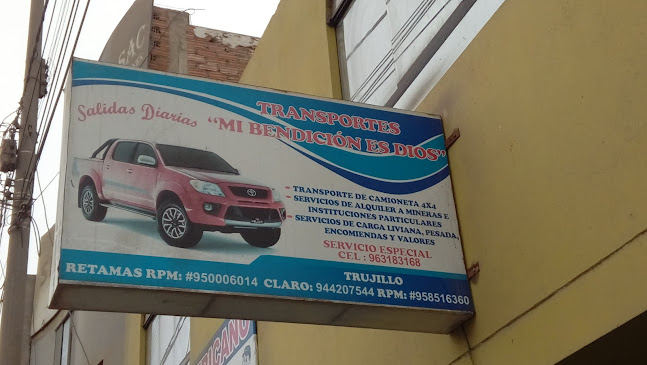 SAC
Salidas Diarias
TRANSPORTES
"MI BENDICIÓN ES DIOS"
- TRANSPORTE DE CAMIONETA 4X4
- SERVICIOS DE ALQUILER A MINERAS E
INSTITUCIONES PARTICULARES
- SERVICIOS DE CARGA LIVIANA, PESADA,
ENCOMIENDAS Y VALORES
SERVICIO ESPECIAL
CEL : 963183168
TRUJILLO
RETAMAS RPM: #950006014 CLARO: 944207544 RPM: #958516360